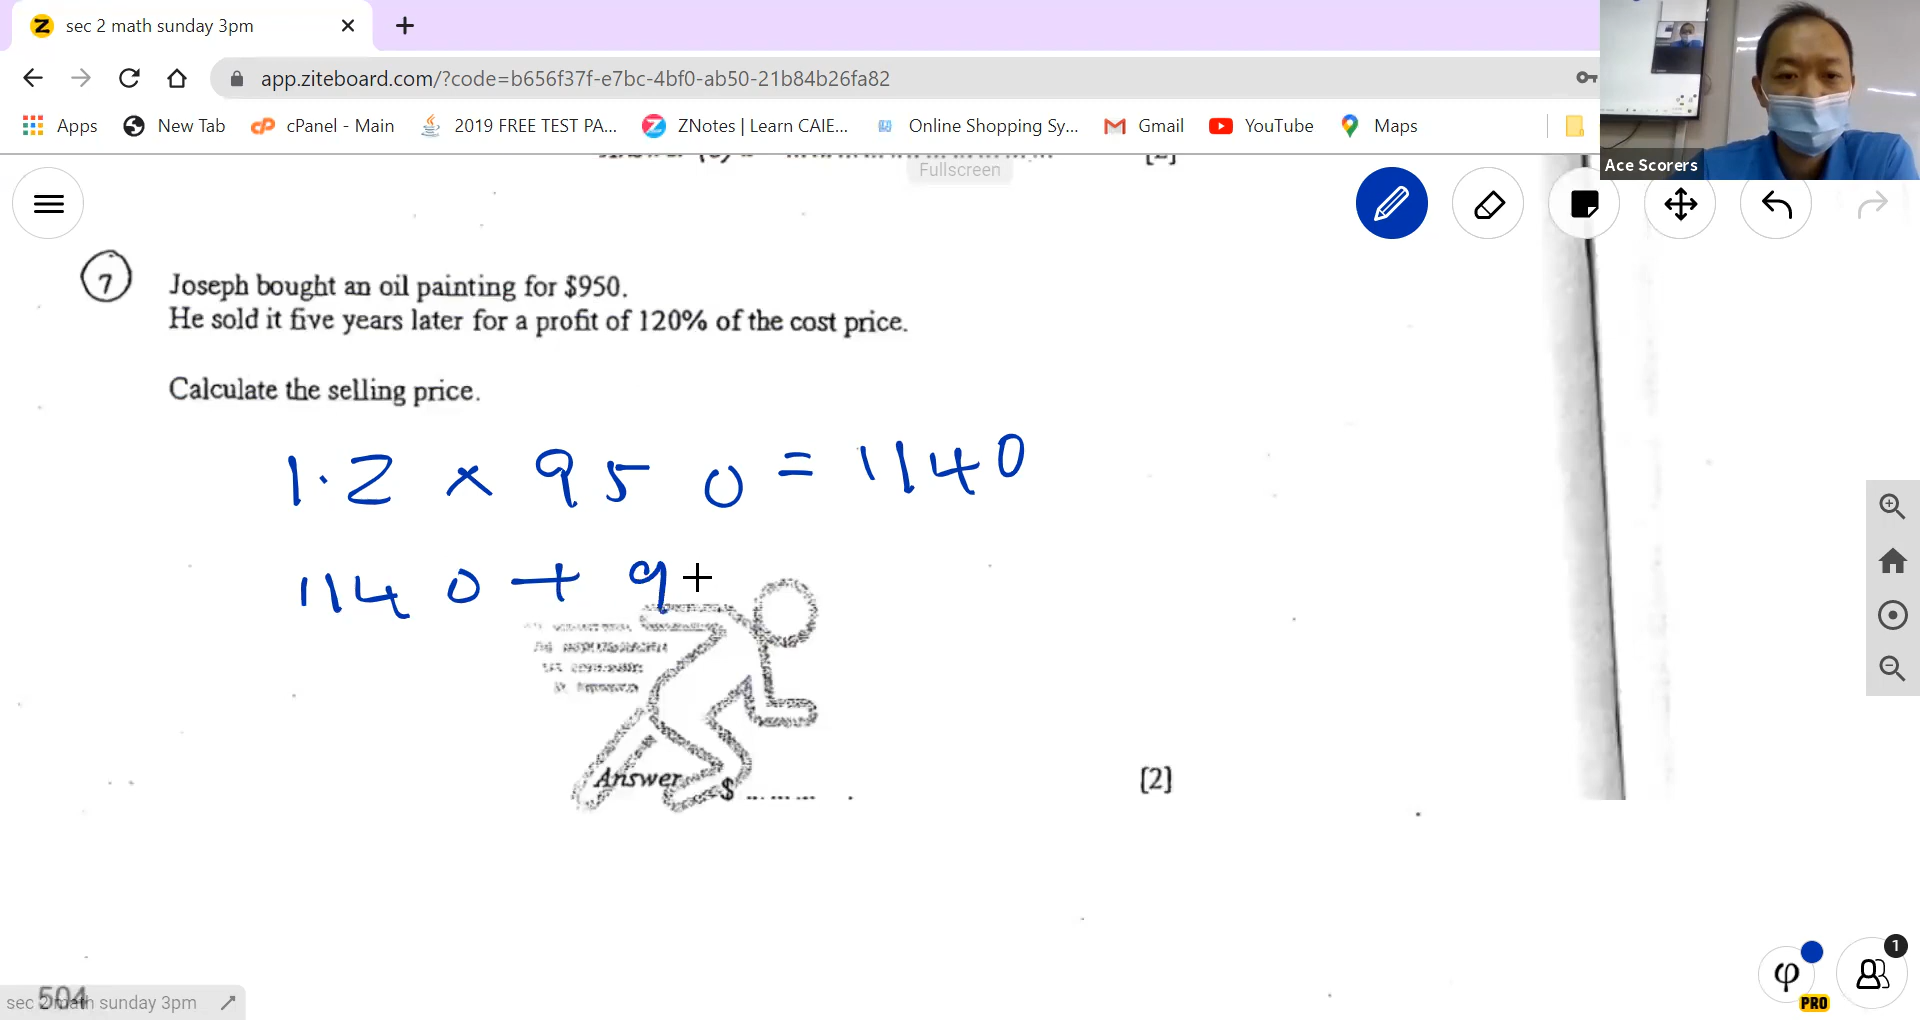 sec 2 math sunday 3pm
app.ziteboard.com/?code=b656f37f-e7bc-4bf0-ab50-21b84b26fa82
Apps New Tab cPanel - Main 2019 FREE TEST PA... ZNotes | Learn CAIE... Online Shopping Sy... Gmail YouTube Maps
Ace Scorers
[2]
Fullscreen
7 Joseph bought an oil painting for $950.
He sold it five years later for a profit of 120% of the cost price.
Calculate the selling price.
1.2 × 950 = 1140
1140 + 9
Answer $ ......... [2]
1
φ
PRO
504
sec 2 math sunday 3pm